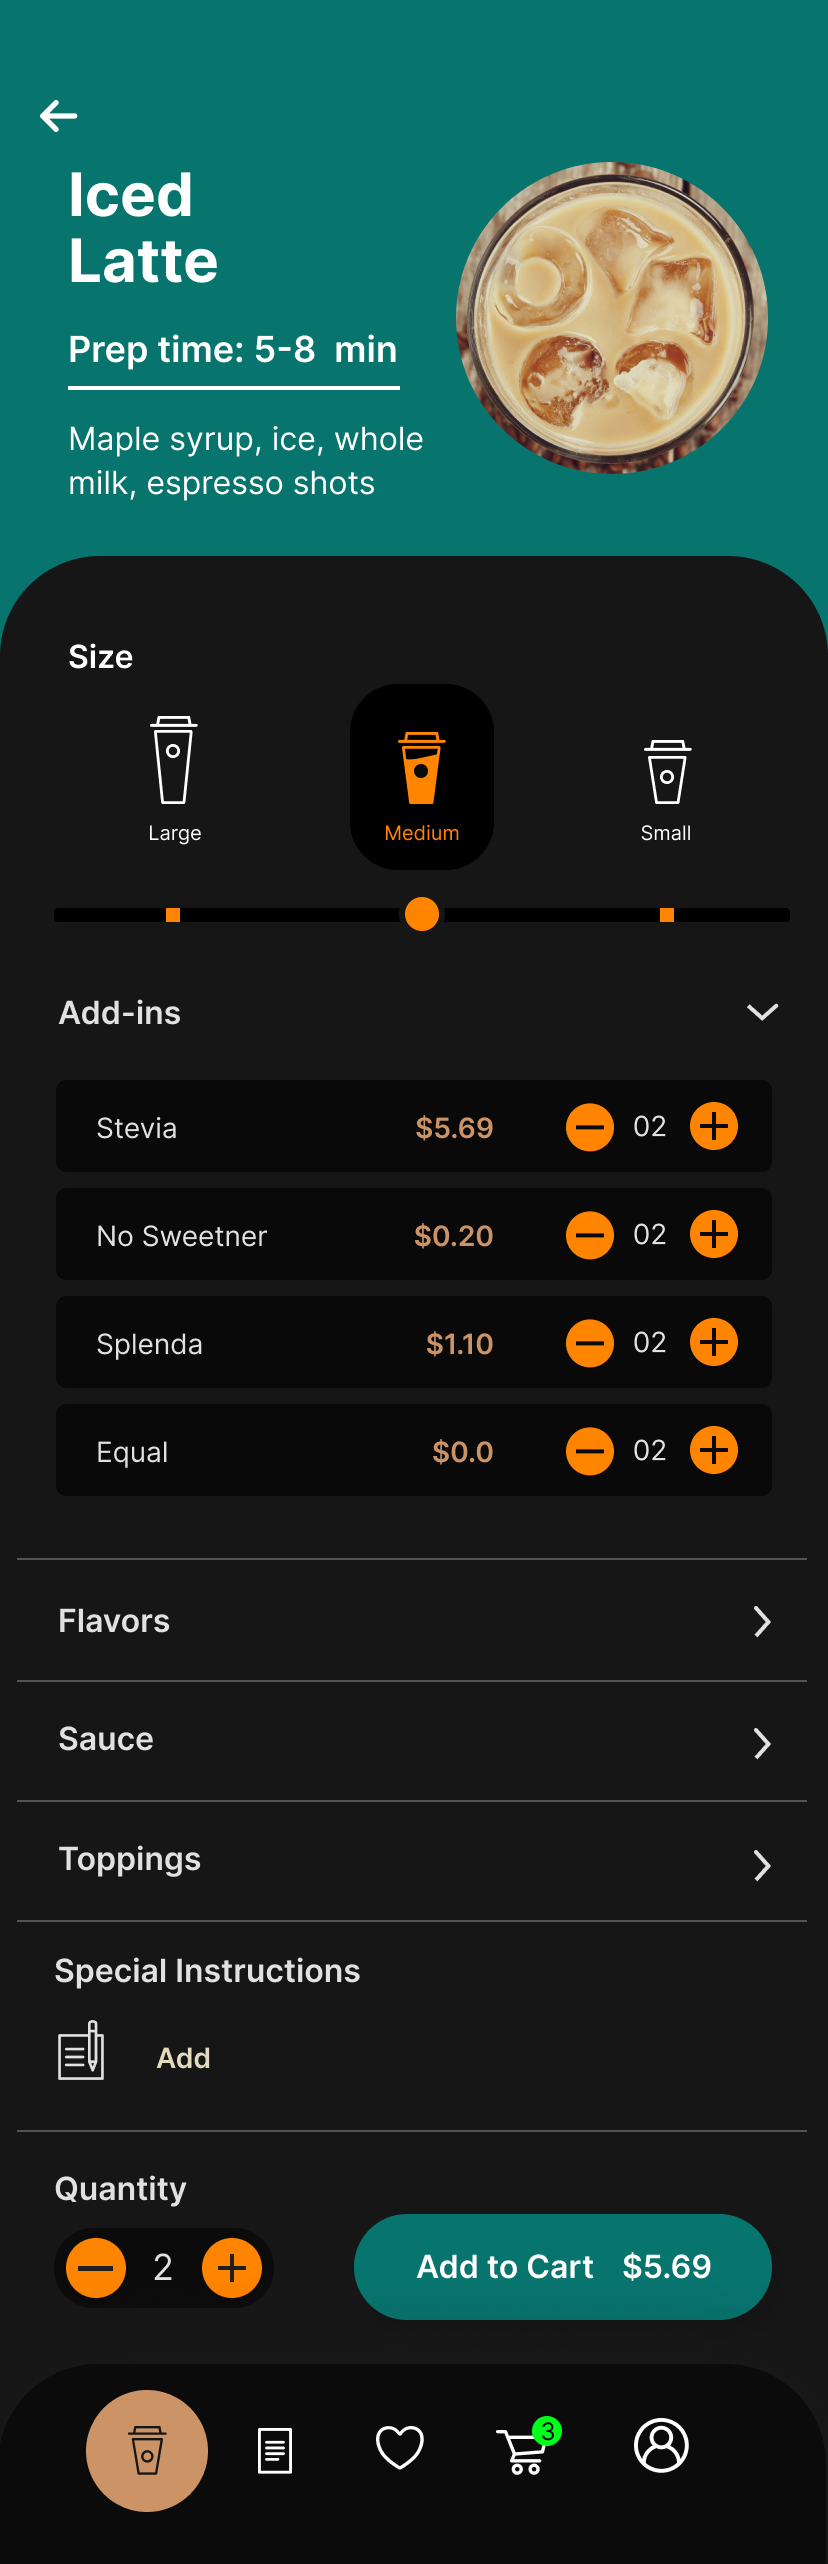 Iced
Latte
Prep time: 5-8 min
Maple syrup, ice, whole
milk, espresso shots
Size
Large
Medium
Small
Add-ins
Stevia $5.69 02
No Sweetner $0.20 02
Splenda $1.10 02
Equal $0.0 02
Flavors
Sauce
Toppings
Special Instructions
Add
Quantity
2
Add to Cart $5.69
3